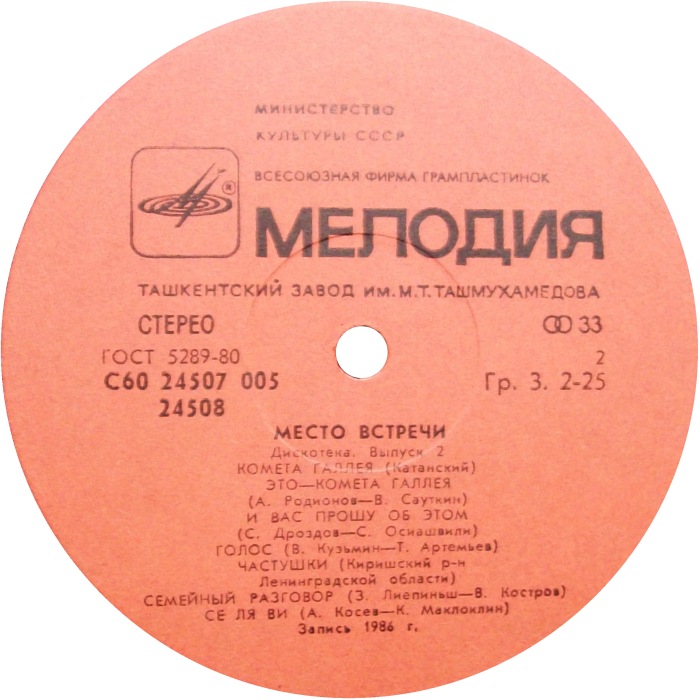 МИНИСТЕРСТВО
КУЛЬТУРЫ СССР
ВСЕСОЮЗНАЯ ФИРМА ГРАМПЛАСТИНОК
®
МЕЛОДИЯ
ТАШКЕНТСКИЙ ЗАВОД ИМ. М. Т. ТАШМУХАМЕДОВА
СТЕРЕО 33
ГОСТ 5289-80 2
С60 24507 005 Гр. 3. 2-25
24508
МЕСТО ВСТРЕЧИ
Дискотека. Выпуск 2
КОМЕТА ГАЛЛЕЯ (Катанский)
ЭТО—КОМЕТА ГАЛЛЕЯ
(А. Родионов—В. Сауткин)
И ВАС ПРОШУ ОБ ЭТОМ
(С. Дроздов—С. Осиашвили)
ГОЛОС (В. Кузьмин—Т. Артемьев)
ЧАСТУШКИ (Киришский р-н
Ленинградской области)
СЕМЕЙНЫЙ РАЗГОВОР (З. Лиепиньш—В. Костров)
СЕ ЛЯ ВИ (А. Косев—К. Маклоклин)
Запись 1986 г.